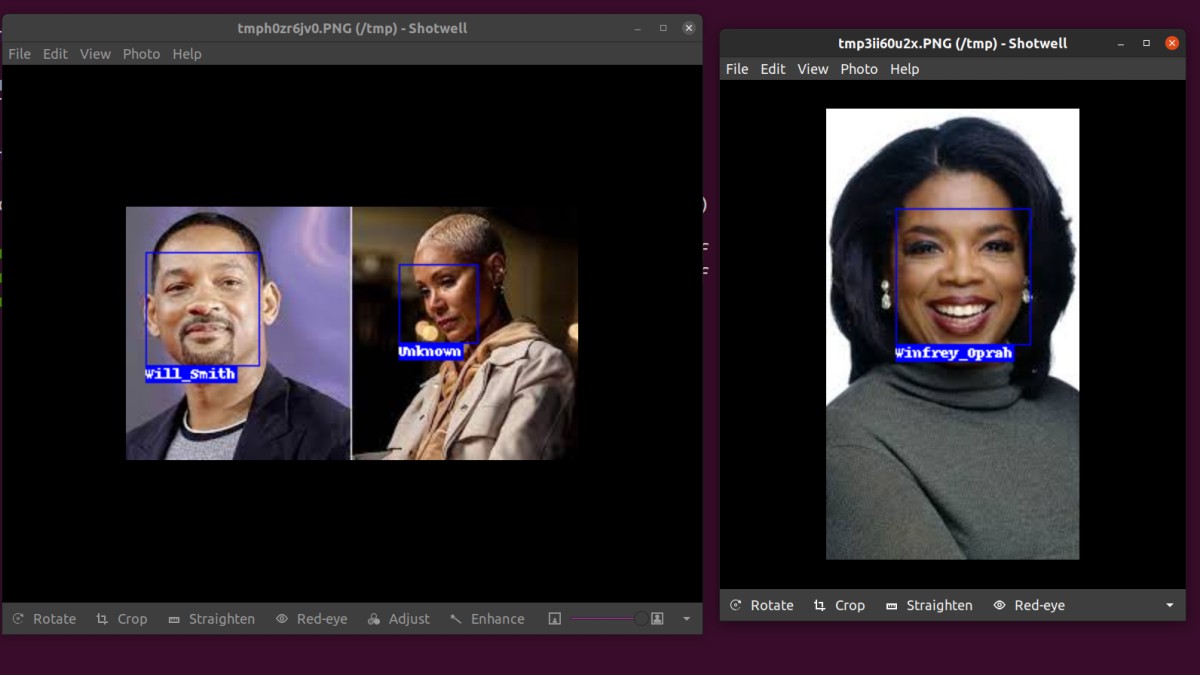 tmph0zr6jv0.PNG (/tmp) - Shotwell
File Edit View Photo Help
Will_Smith
Unknown
Rotate Crop Straighten Red-eye Adjust Enhance
)
F
F
tmp3ii60u2x.PNG (/tmp) - Shotwell
File Edit View Photo Help
Winfrey_Oprah
Rotate Crop Straighten Red-eye